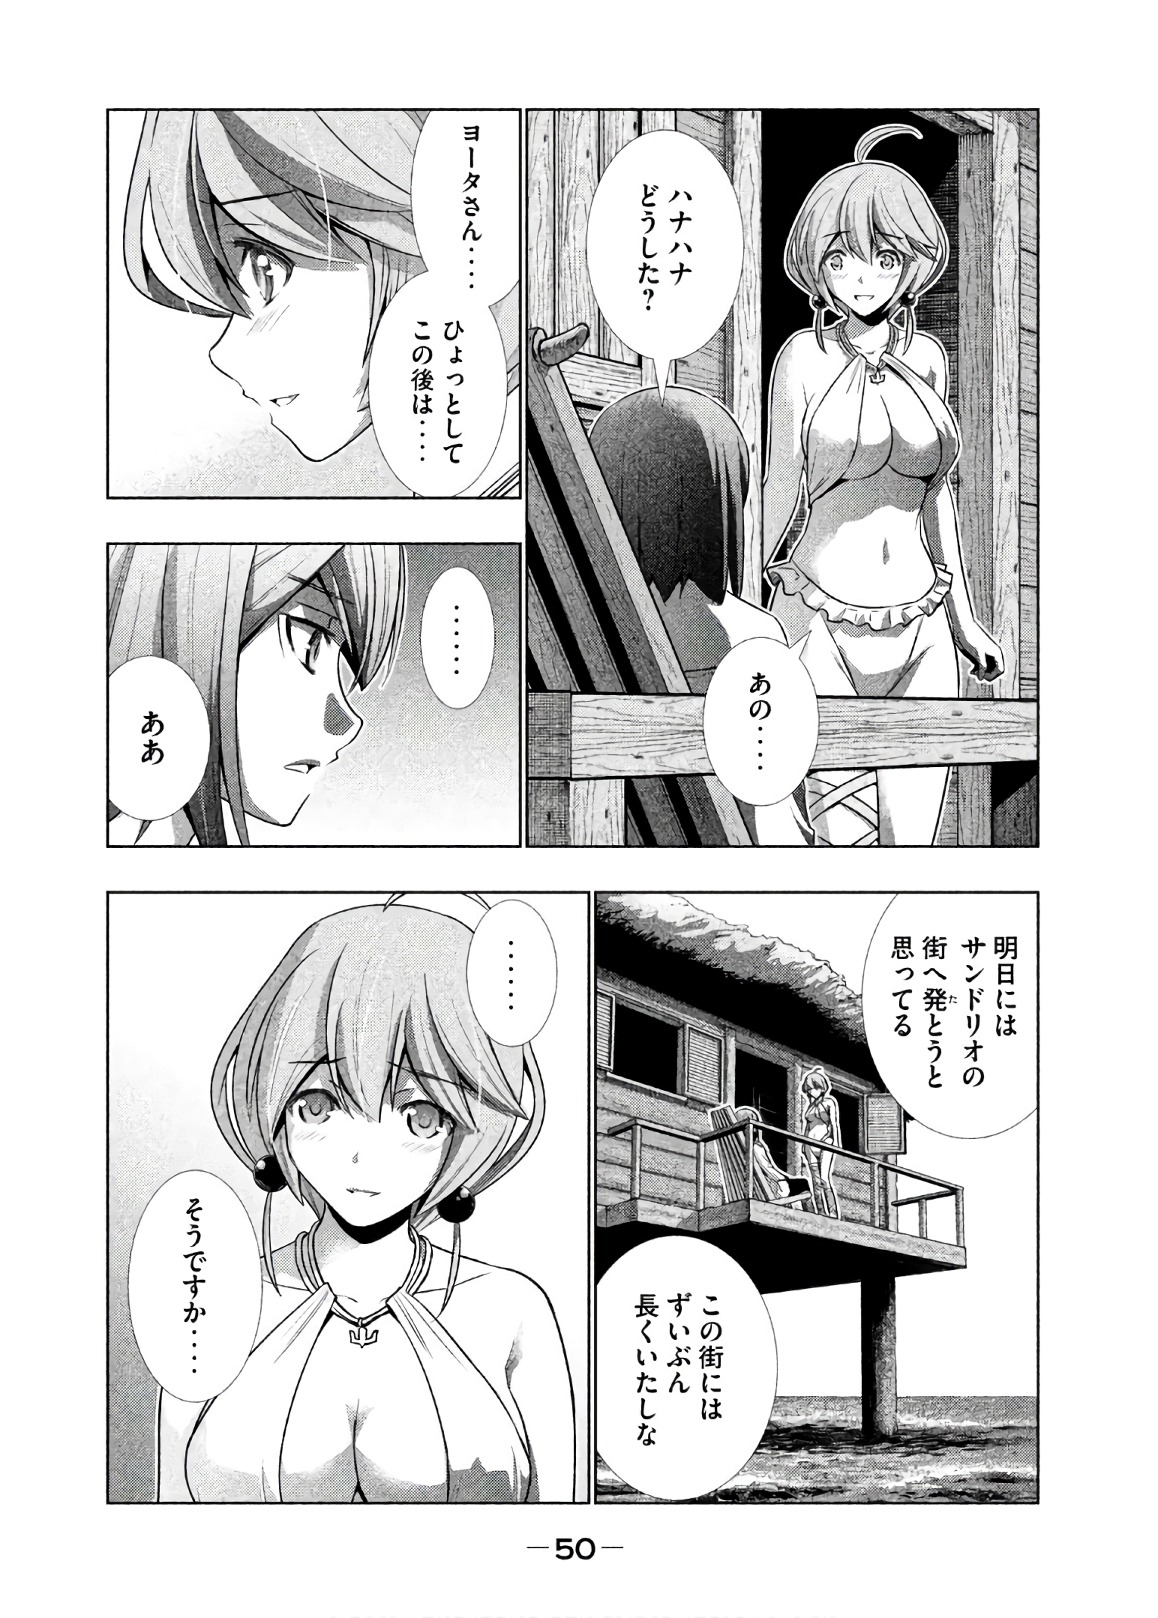 ハナハナ
どうした?
あの‥‥
ヨータさん‥‥
ひょっとして
この後は‥‥
‥‥‥
ああ
明日には
サンドリオの
街へ発とうと
た
思ってる
この街には
ずいぶん
長くいたしな
‥‥‥
そうですか‥‥
—50—